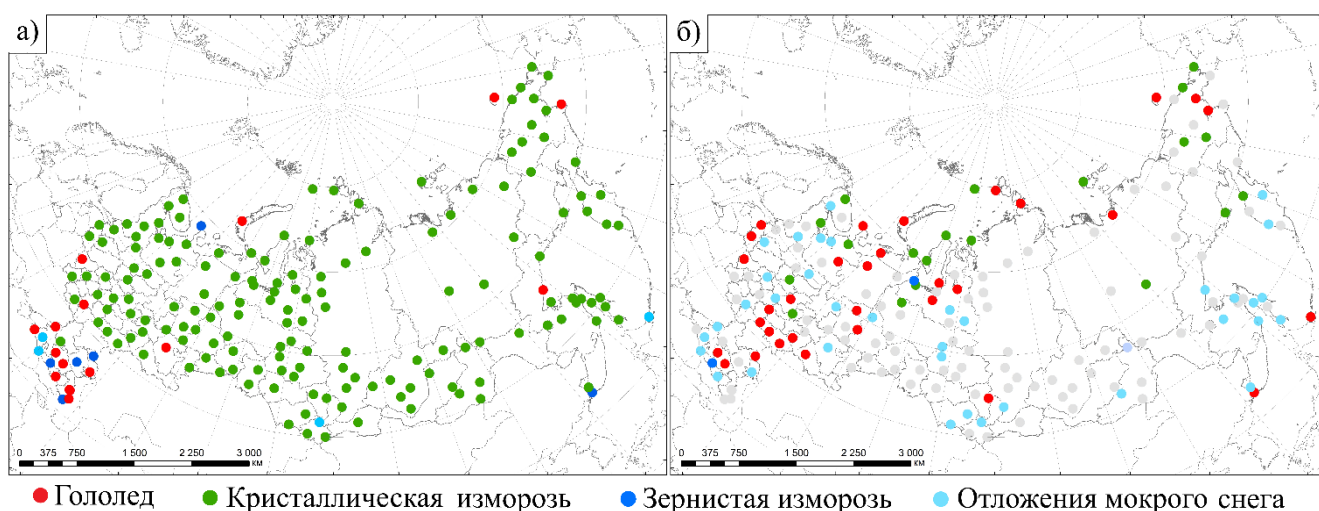 а)
б)
0 375 750 1 500 2 250 3 000
КМ
0 375 750 1 500 2 250 3 000
КМ
Гололед Кристаллическая изморозь Зернистая изморозь Отложения мокрого снега